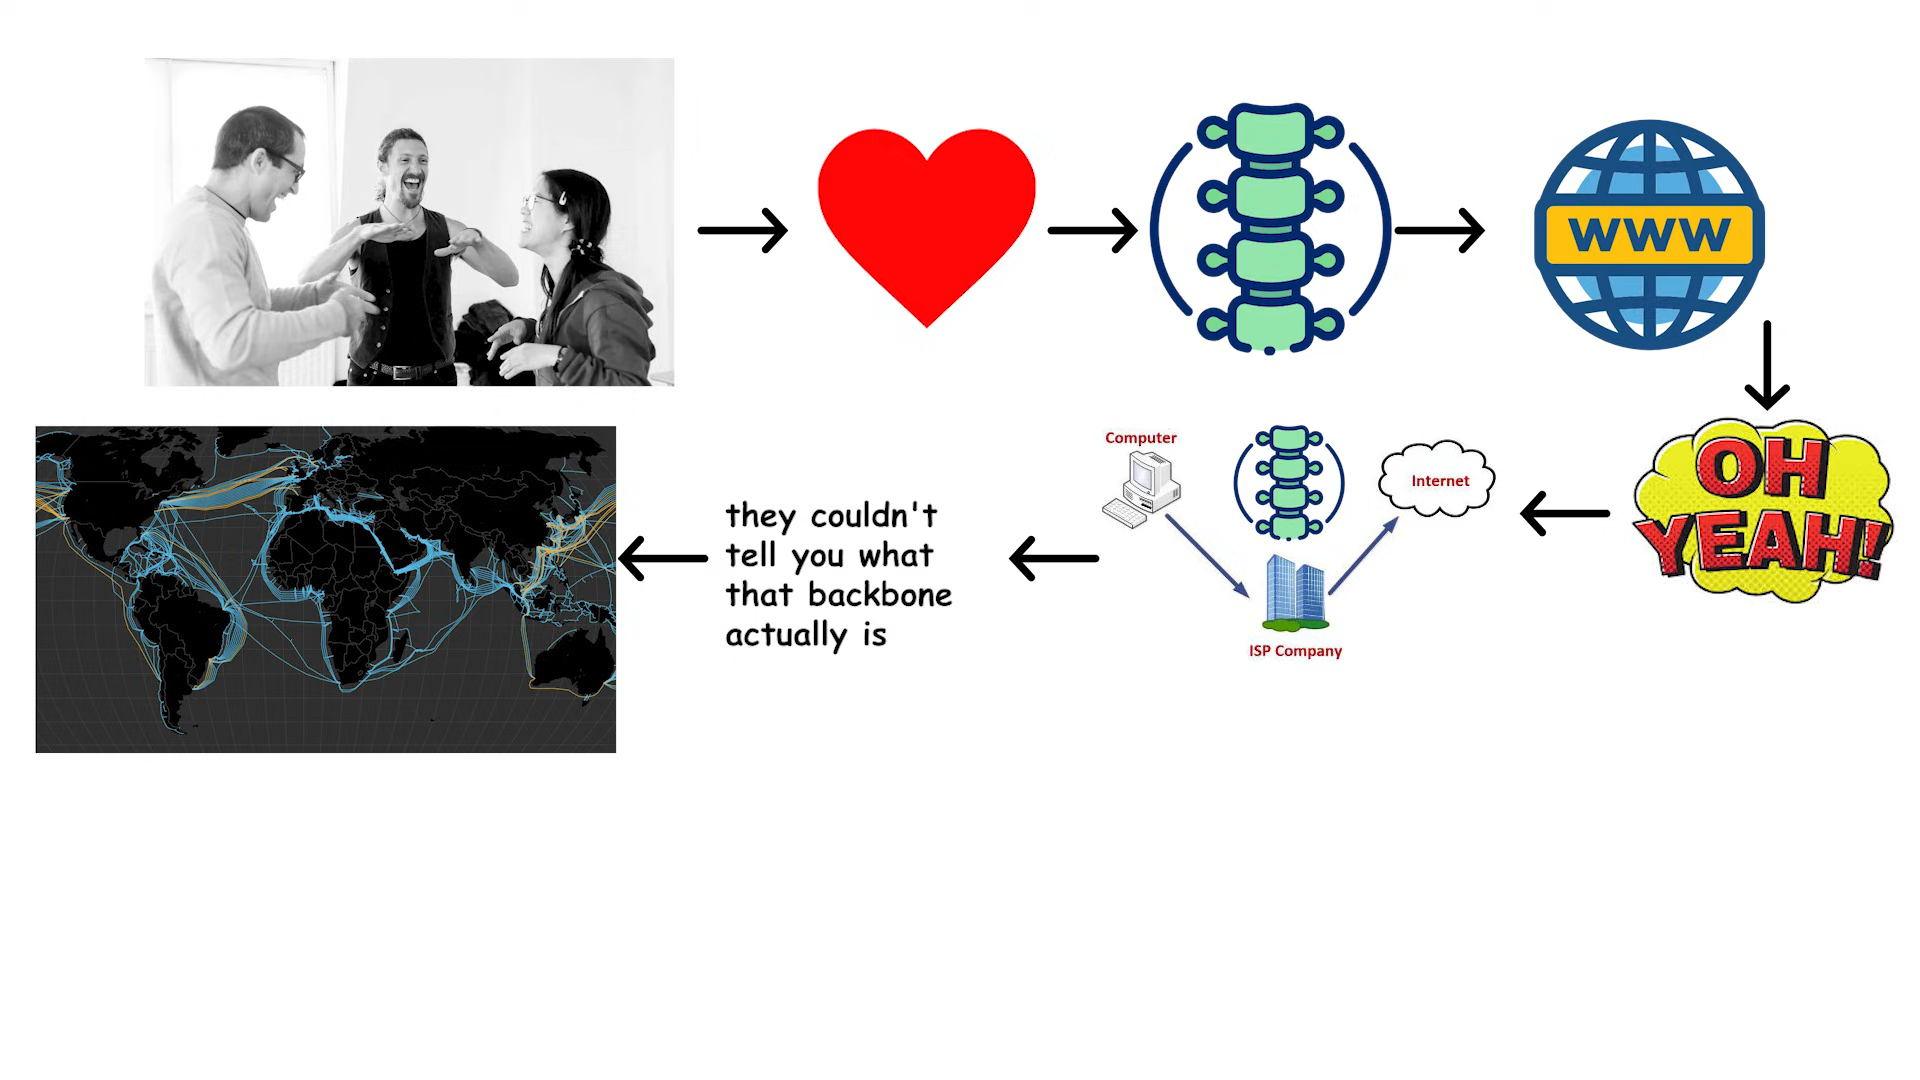 WWW
OH
YEAH!
Computer
Internet
ISP Company
they couldn't
tell you what
that backbone
actually is